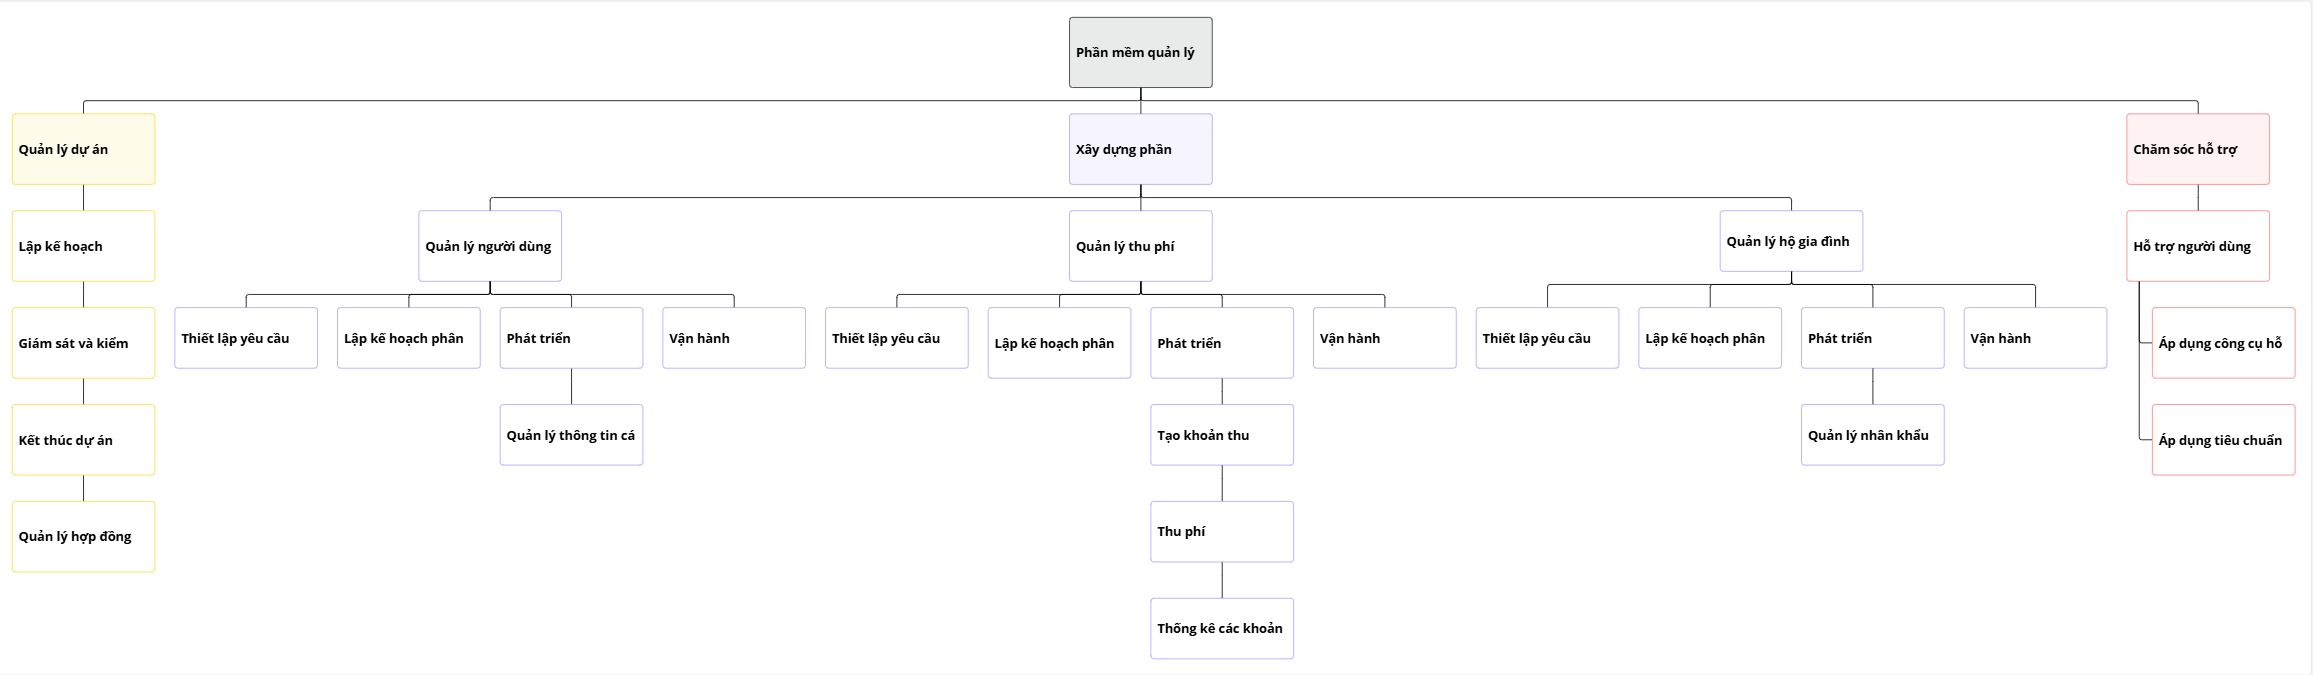 Phần mềm quản lý
Quản lý dự án
Xây dựng phần
Chăm sóc hỗ trợ
Lập kế hoạch
Quản lý người dùng
Quản lý thu phí
Quản lý hộ gia đình
Hỗ trợ người dùng
Giám sát và kiểm
Thiết lập yêu cầu
Lập kế hoạch phân
Phát triển
Vận hành
Thiết lập yêu cầu
Lập kế hoạch phân
Phát triển
Vận hành
Thiết lập yêu cầu
Lập kế hoạch phân
Phát triển
Vận hành
Áp dụng công cụ hỗ
Kết thúc dự án
Quản lý thông tin cá
Tạo khoản thu
Quản lý nhân khẩu
Áp dụng tiêu chuẩn
Quản lý hợp đồng
Thu phí
Thống kê các khoản